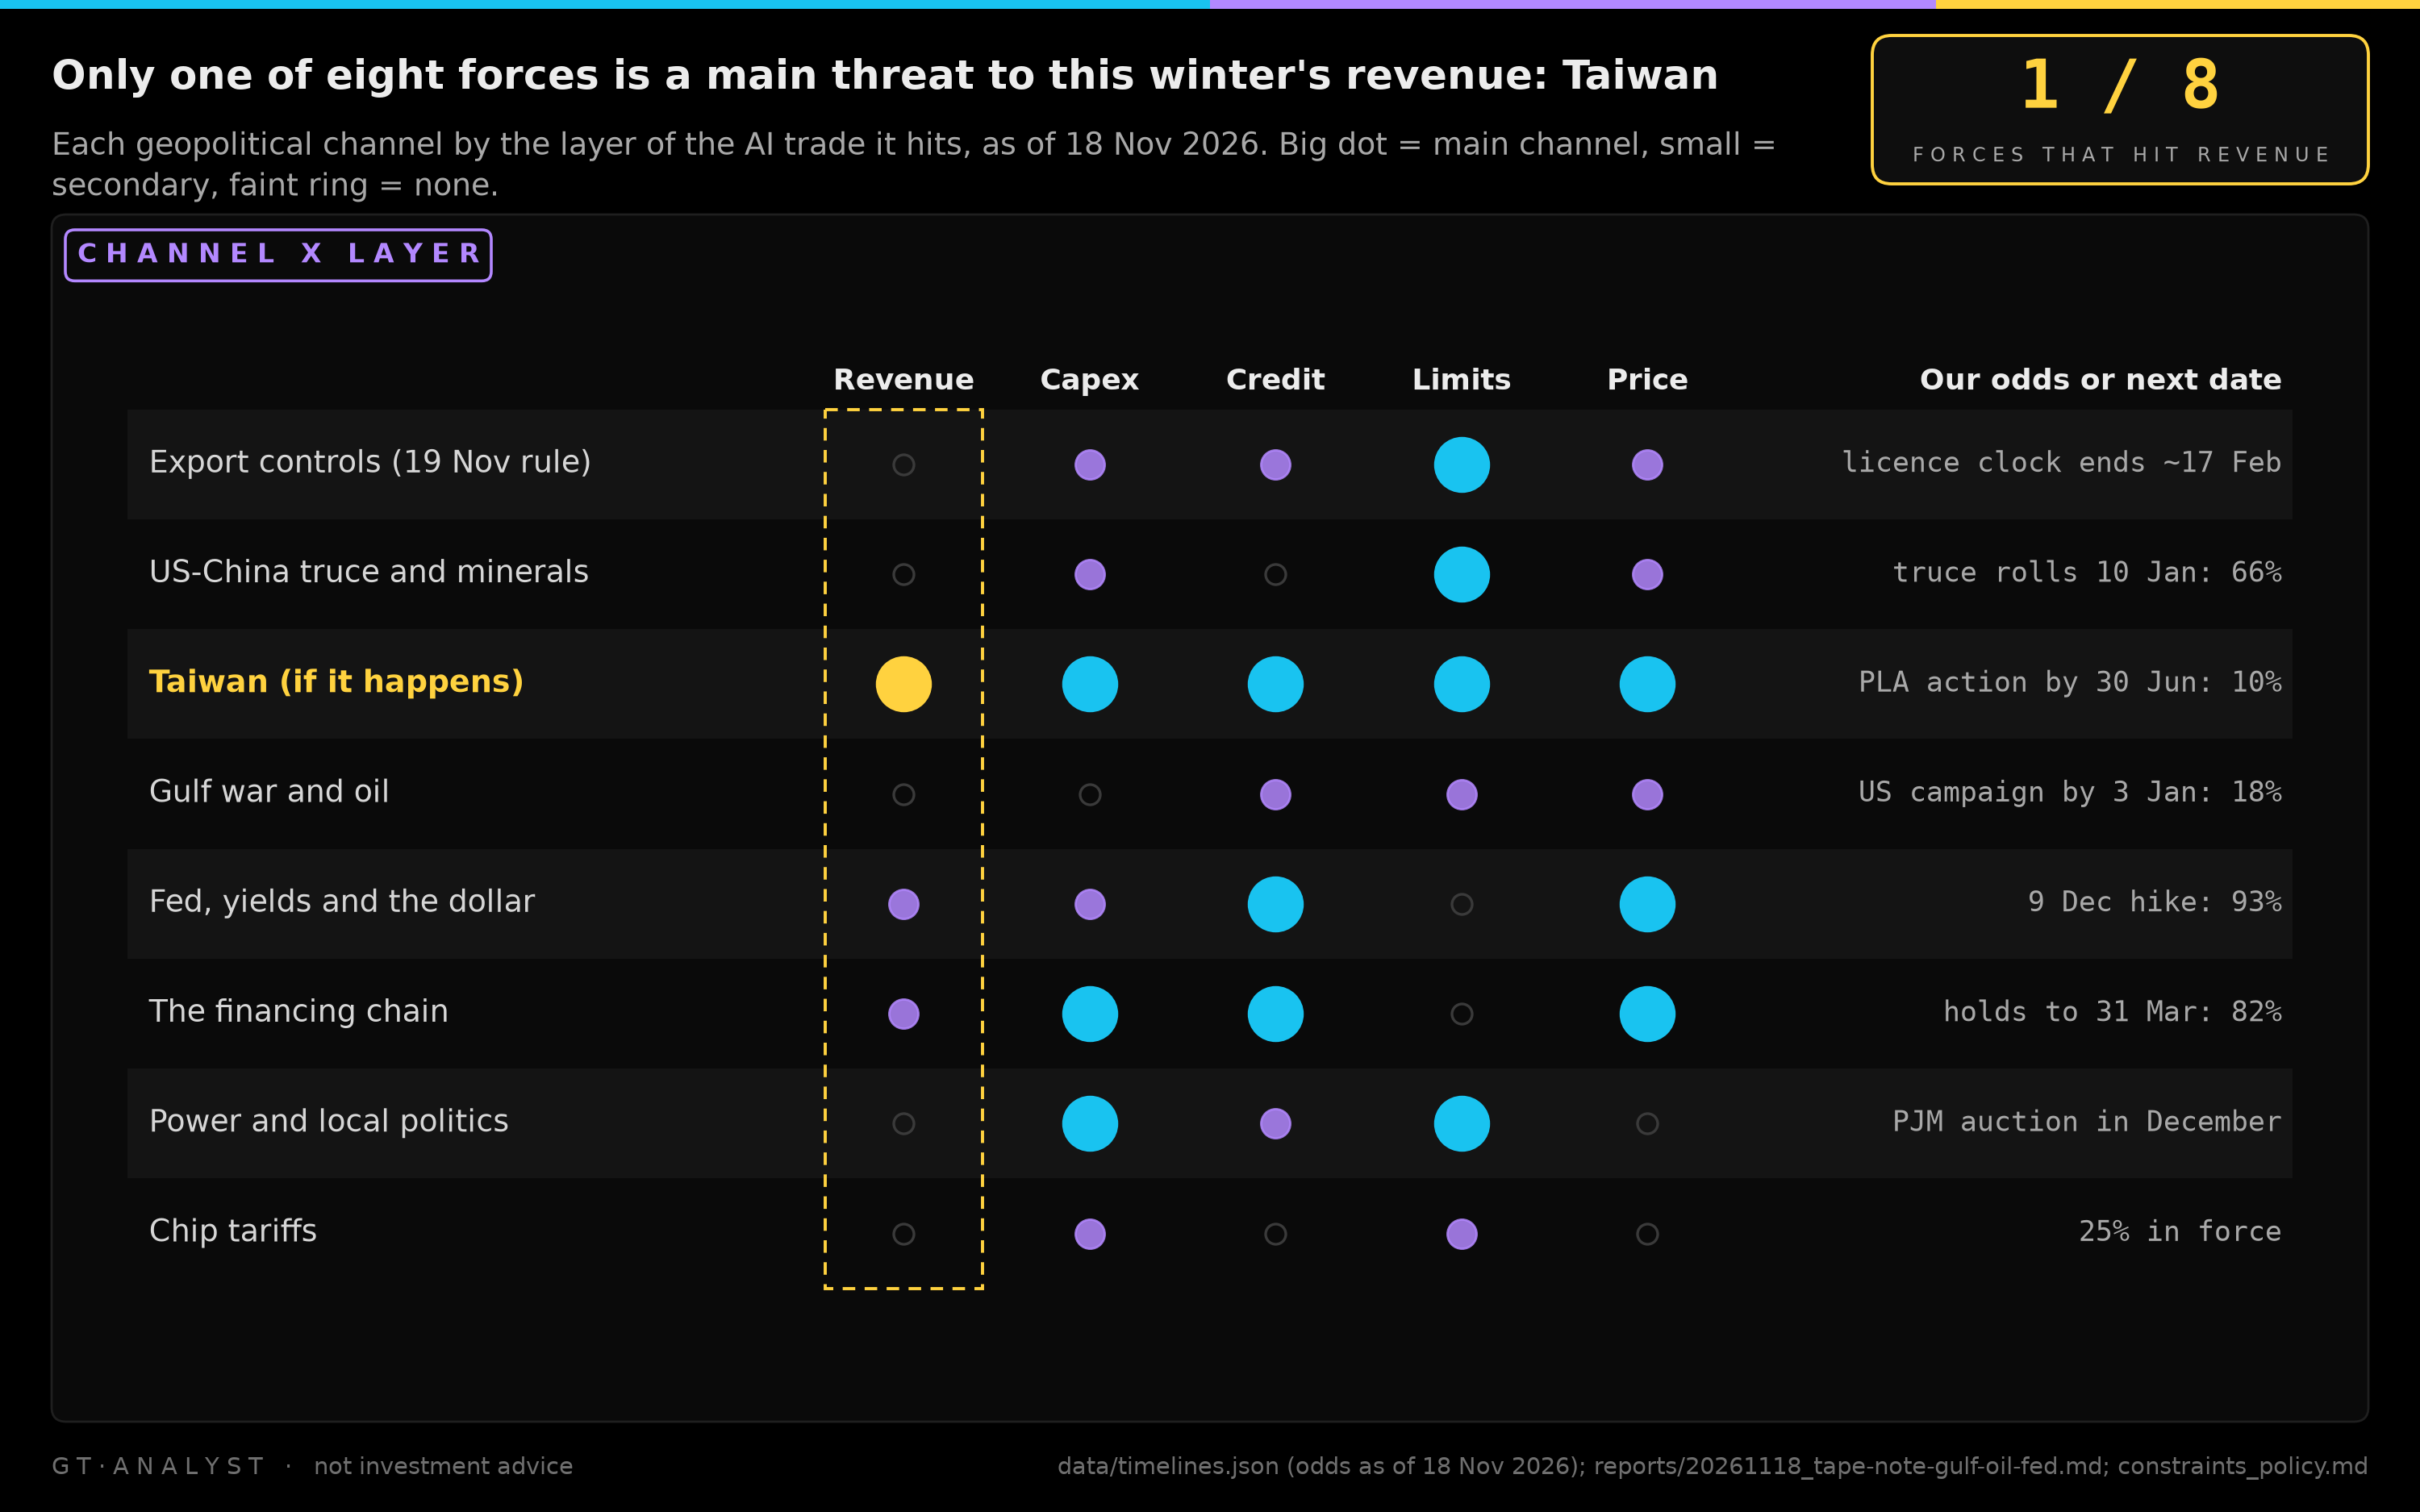 Only one of eight forces is a main threat to this winter's revenue: Taiwan
Each geopolitical channel by the layer of the AI trade it hits, as of 18 Nov 2026. Big dot = main channel, small =
secondary, faint ring = none.
1 / 8
FORCES THAT HIT REVENUE
CHANNEL X LAYER
Revenue Capex Credit Limits Price Our odds or next date
Export controls (19 Nov rule) licence clock ends ~17 Feb
US-China truce and minerals truce rolls 10 Jan: 66%
Taiwan (if it happens) PLA action by 30 Jun: 10%
Gulf war and oil US campaign by 3 Jan: 18%
Fed, yields and the dollar 9 Dec hike: 93%
The financing chain holds to 31 Mar: 82%
Power and local politics PJM auction in December
Chip tariffs 25% in force
GT·ANALYST · not investment advice data/timelines.json (odds as of 18 Nov 2026); reports/20261118_tape-note-gulf-oil-fed.md; constraints_policy.md